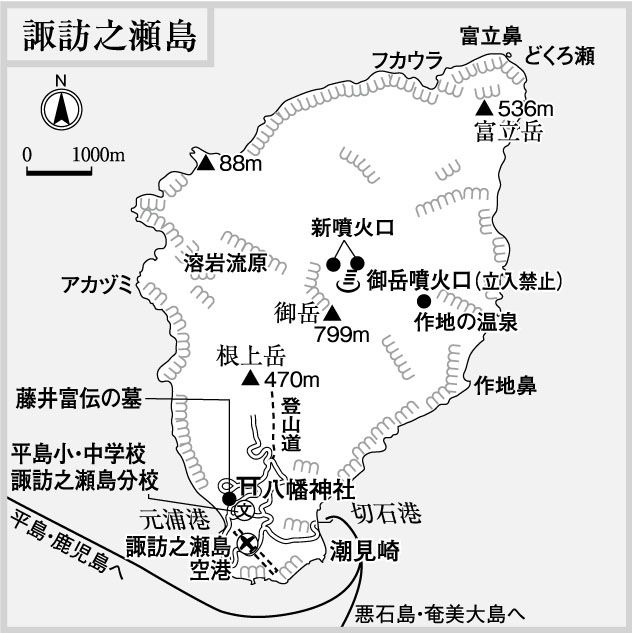 諏訪之瀬島
N
0 1000m
富立鼻
どくろ瀬
フカウラ
536m
富立岳
88m
新噴火口
溶岩流原
御岳噴火口(立入禁止)
アカヅミ
御岳
799m
作地の温泉
根上岳
470m
作地鼻
藤井富伝の墓
登山道
平島小・中学校
諏訪之瀬島分校
八幡神社
文
元浦港
切石港
諏訪之瀬島
空港
潮見崎
平島・鹿児島へ
悪石島・奄美大島へ